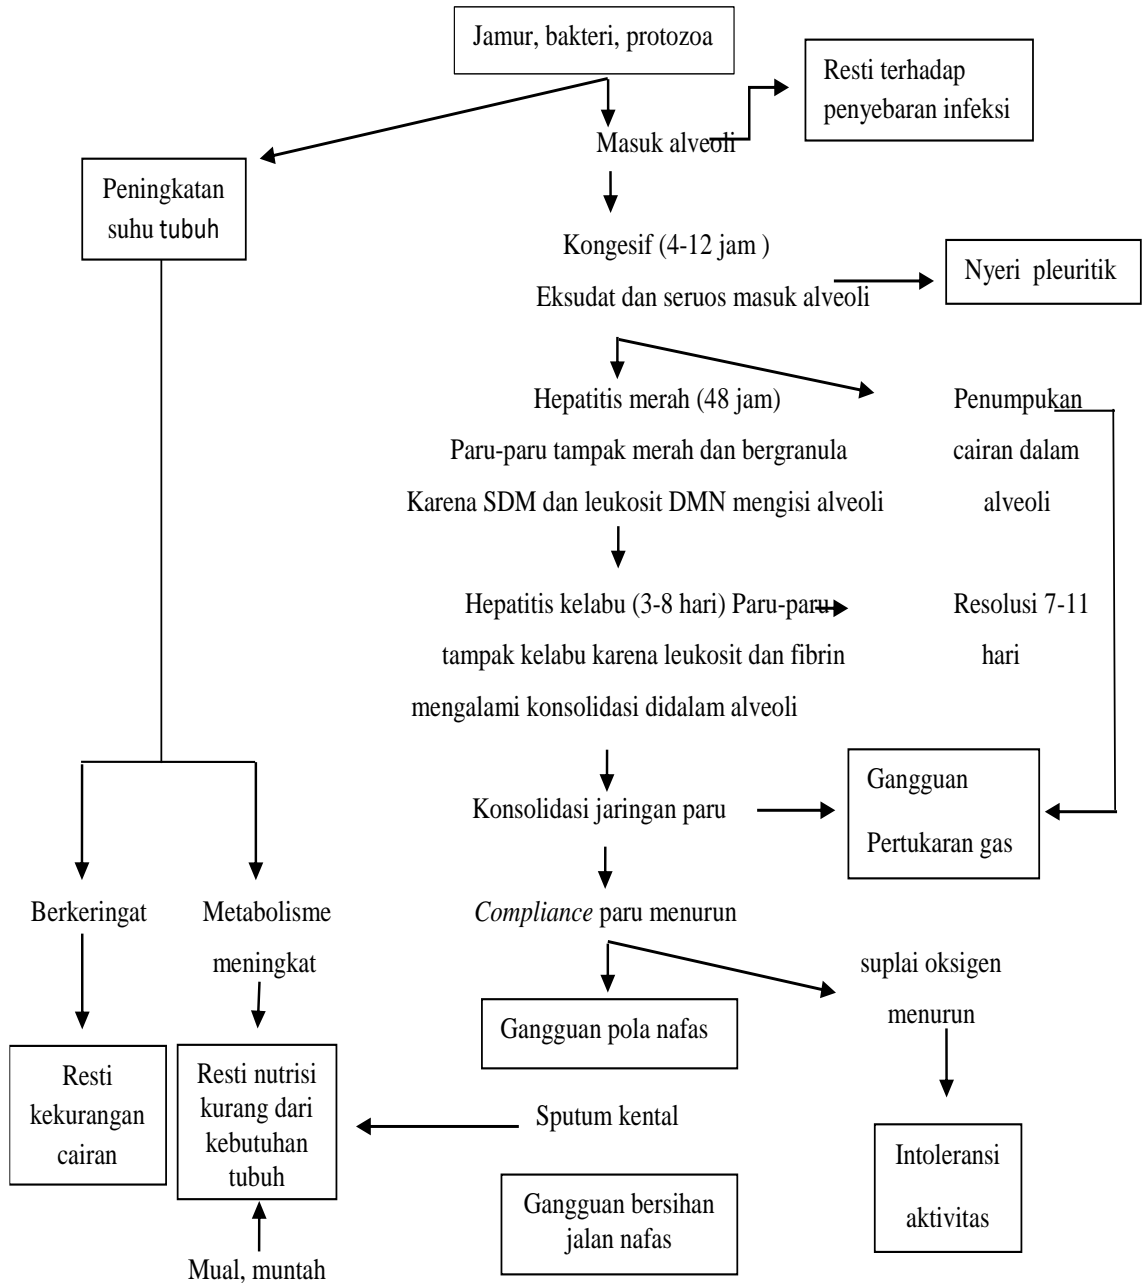 Jamur, bakteri, protozoa
Resti terhadap
penyebaran infeksi
Masuk alveoli
Peningkatan
suhu tubuh
Kongesif (4-12 jam )
Eksudat dan seruos masuk alveoli
Nyeri pleuritik
Hepatitis merah (48 jam)
Paru-paru tampak merah dan bergranula
Karena SDM dan leukosit DMN mengisi alveoli
Penumpukan
cairan dalam
alveoli
Hepatitis kelabu (3-8 hari) Paru-paru
tampak kelabu karena leukosit dan fibrin
mengalami konsolidasi didalam alveoli
Resolusi 7-11
hari
Konsolidasi jaringan paru
Gangguan
Pertukaran gas
Berkeringat
Metabolisme
meningkat
Compliance paru menurun
suplai oksigen
menurun
Gangguan pola nafas
Resti
kekurangan
cairan
Resti nutrisi
kurang dari
kebutuhan
tubuh
Sputum kental
Intoleransi
aktivitas
Gangguan bersihan
jalan nafas
Mual, muntah